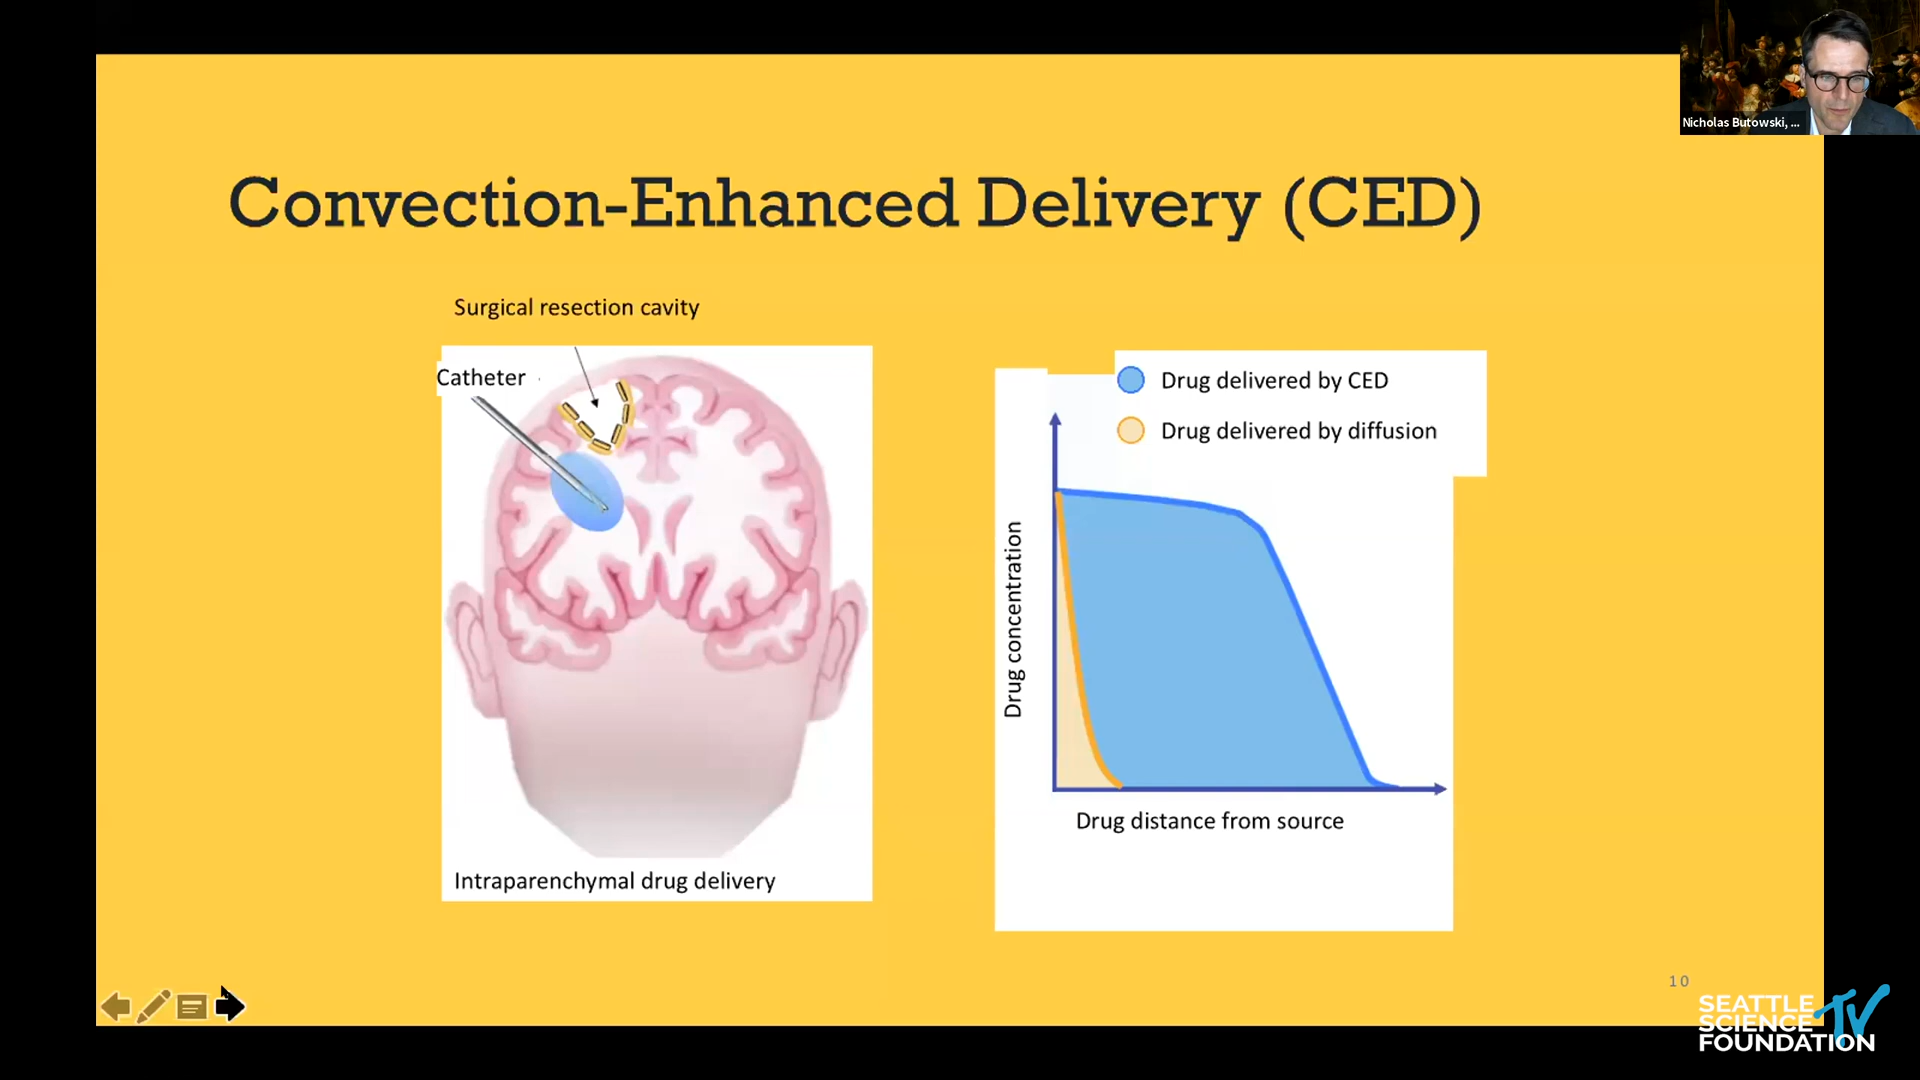 Nicholas Butowski, ...
Convection-Enhanced Delivery (CED)
Surgical resection cavity
Catheter
Intraparenchymal drug delivery
Drug delivered by CED
Drug delivered by diffusion
Drug concentration
Drug distance from source
10
SEATTLE
SCIENCE
FOUNDATION
TV